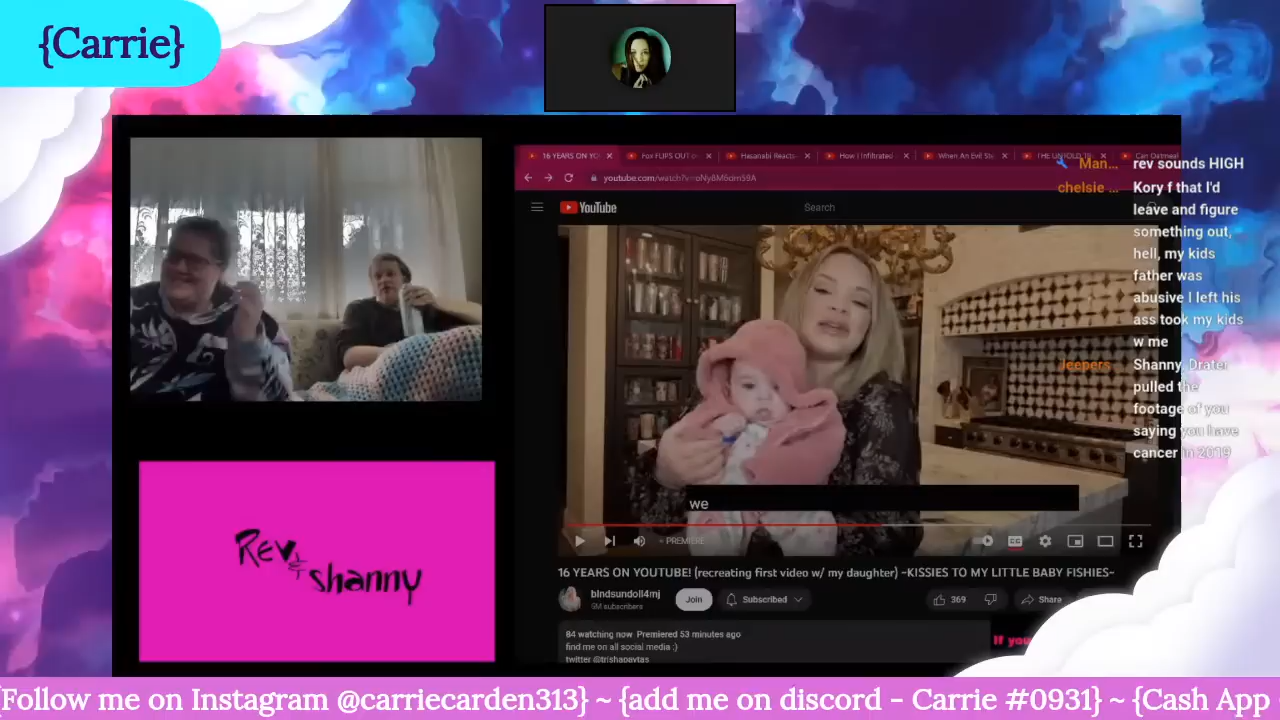 {Carrie}
16 YEARS ON YO
Fox FLIPS OUT o
Hasanabi Reacts
How I Infiltrated
When An Evil St
THE UNTOLD TR
Can Oatmeal
youtube.com/watch?v=
YouTube
Search
Man... rev sounds HIGH
chelsie ... Kory f that I'd
leave and figure
something out,
hell, my kids
father was
abusive I left his
ass took my kids
w me
Jeepers Shanny, Drater
pulled the
footage of you
saying you have
cancer in 2019
we
PREMIERE
16 YEARS ON YOUTUBE! (recreating first video w/ my daughter) ~KISSIES TO MY LITTLE BABY FISHIES~
blndsundoll4mj
5M subscribers
Join
Subscribed
369
Share
84 watching now Premiered 53 minutes ago
find me on all social media :)
twitter @trishapaytas
If you
Rev & shanny
{Follow me on Instagram @carriecarden313} ~ {add me on discord - Carrie #0931} ~ {Cash App